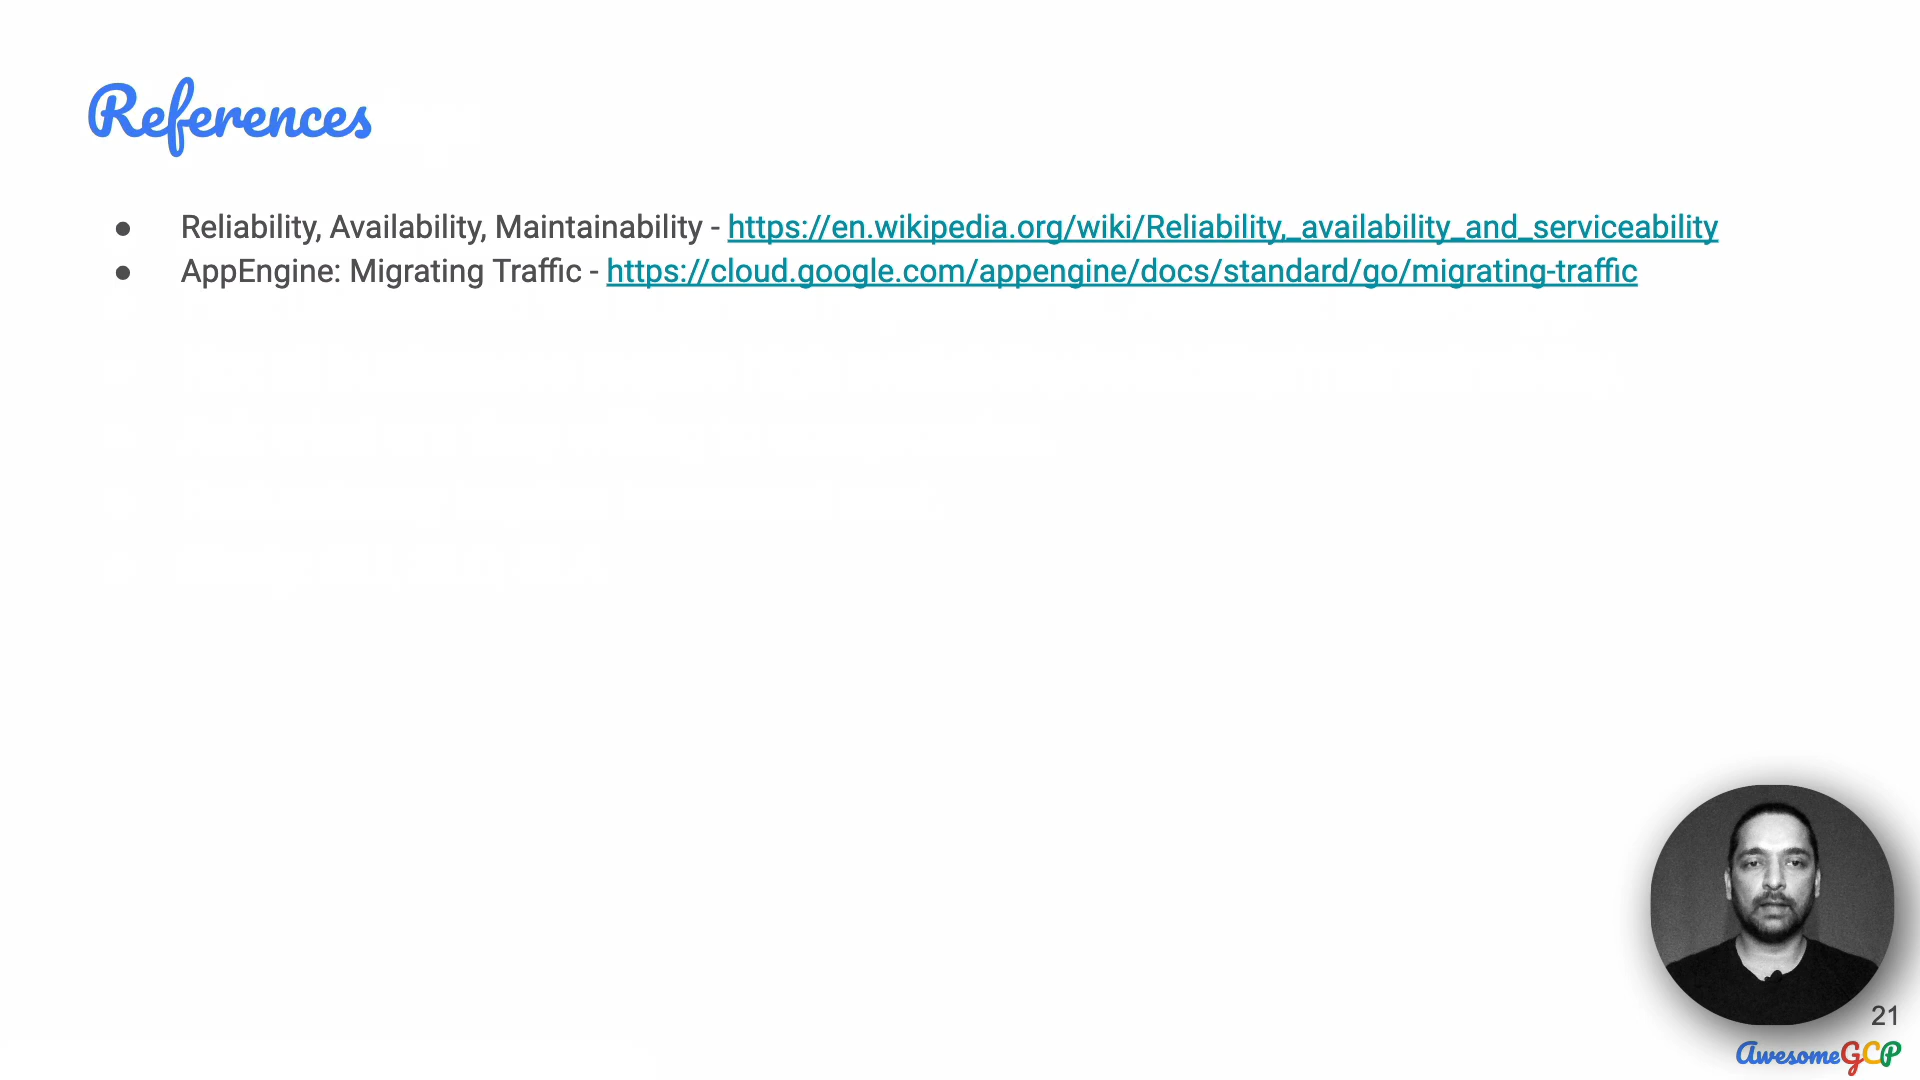 References
● Reliability, Availability, Maintainability - https://en.wikipedia.org/wiki/Reliability,_availability_and_serviceability
● AppEngine: Migrating Traffic - https://cloud.google.com/appengine/docs/standard/go/migrating-traffic
21
AwesomeGCP